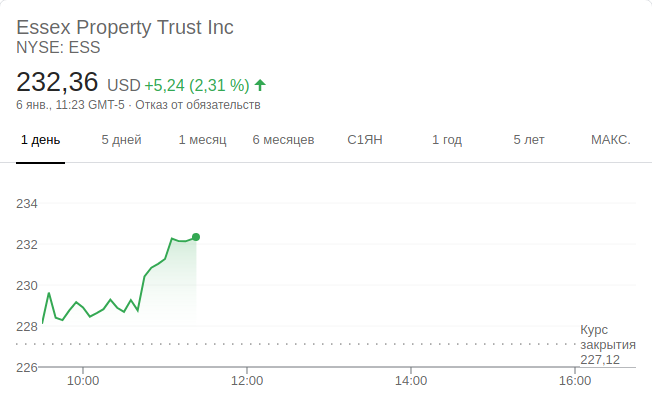 Essex Property Trust Inc
NYSE: ESS
232,36 USD +5,24 (2,31 %)
6 янв., 11:23 GMT-5 · Отказ от обязательств
1 день 5 дней 1 месяц 6 месяцев С1ЯН 1 год 5 лет МАКС.
234
232
230
228
Курс
закрытия
227,12
226
10:00 12:00 14:00 16:00